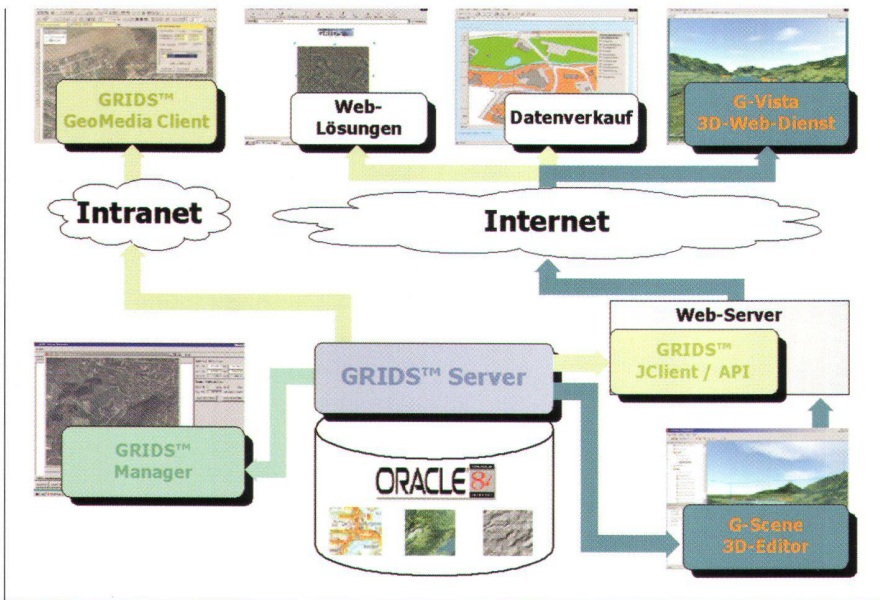 GRIDS™
GeoMedia Client
Web-
Lösungen
Datenverkauf
G-Vista
3D-Web-Dienst
Intranet
Internet
Web-Server
GRIDS™
JClient / API
GRIDS™ Server
GRIDS™
Manager
ORACLE 8i
G-Scene
3D-Editor